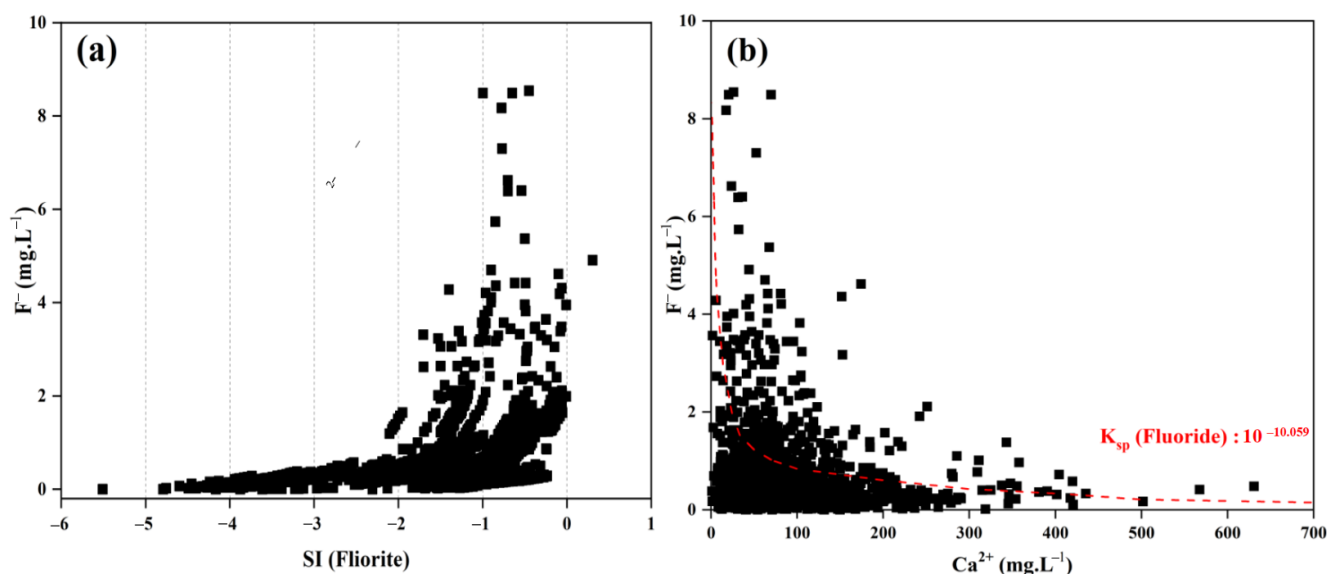 (a)
10
8
6
4
2
0
F⁻ (mg.L⁻¹)
−6 −5 −4 −3 −2 −1 0 1
SI (Fliorite)
(b)
10
8
6
4
2
0
F⁻ (mg.L⁻¹)
K_sp (Fluoride) : 10⁻¹⁰·⁰⁵⁹
0 100 200 300 400 500 600 700
Ca²⁺ (mg.L⁻¹)